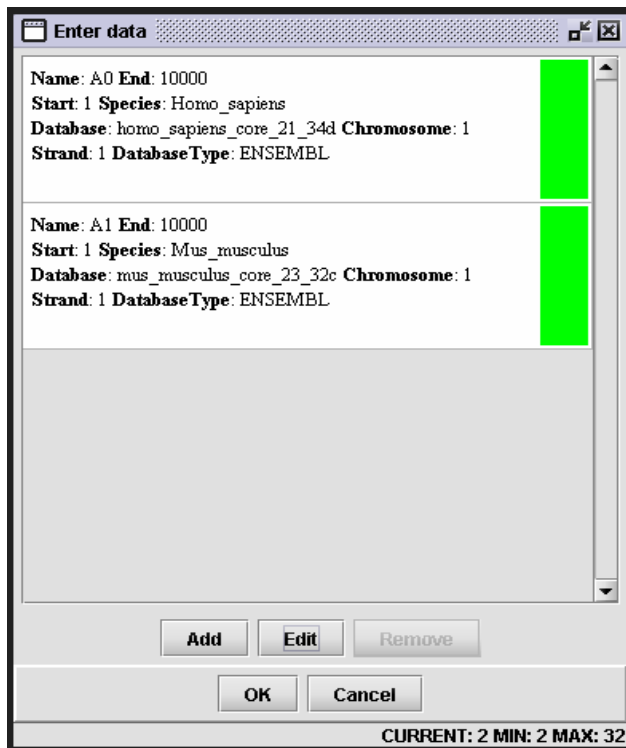 Enter data
Name: A0 End: 10000
Start: 1 Species: Homo_sapiens
Database: homo_sapiens_core_21_34d Chromosome: 1
Strand: 1 DatabaseType: ENSEMBL
Name: A1 End: 10000
Start: 1 Species: Mus_musculus
Database: mus_musculus_core_23_32c Chromosome: 1
Strand: 1 DatabaseType: ENSEMBL
Add Edit Remove
OK Cancel
CURRENT: 2 MIN: 2 MAX: 32